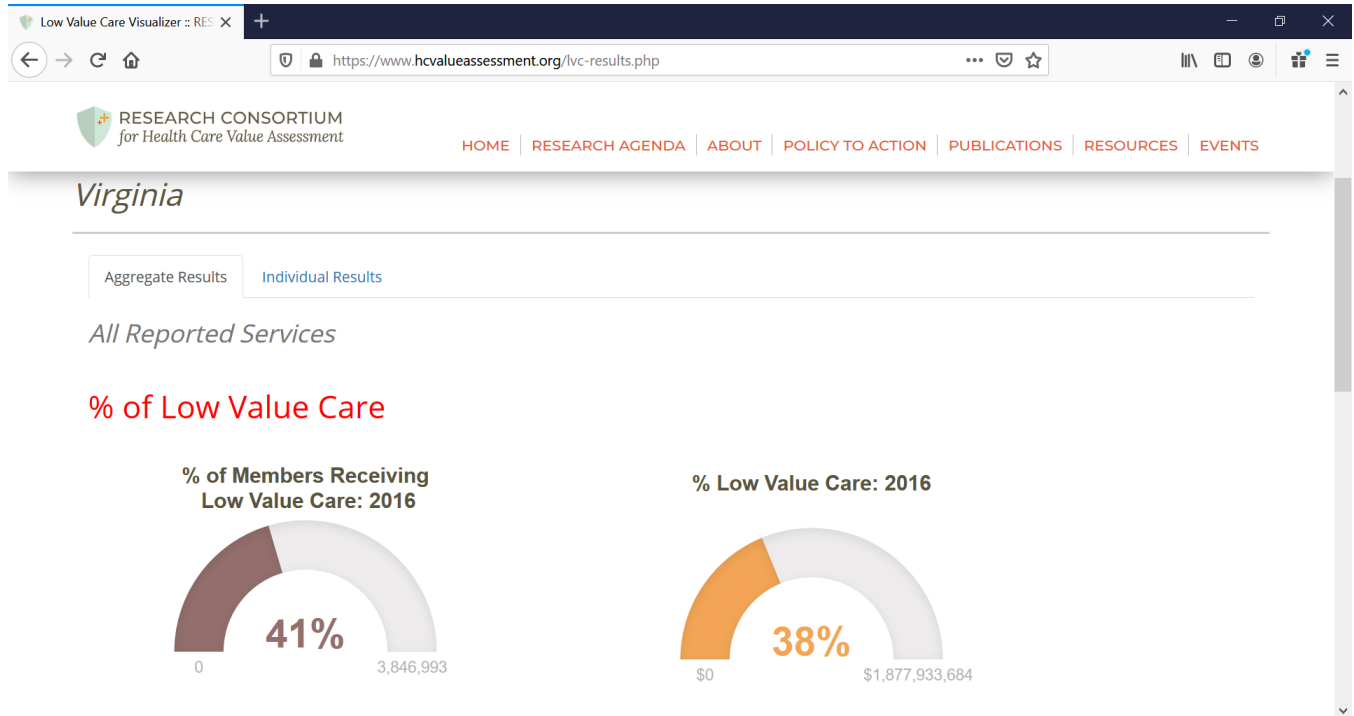 Low Value Care Visualizer :: RES
https://www.hcvalueassessment.org/lvc-results.php
RESEARCH CONSORTIUM
for Health Care Value Assessment
HOME RESEARCH AGENDA ABOUT POLICY TO ACTION PUBLICATIONS RESOURCES EVENTS
Virginia
Aggregate Results Individual Results
All Reported Services
% of Low Value Care
% of Members Receiving
Low Value Care: 2016
41%
0 3,846,993
% Low Value Care: 2016
38%
$0 $1,877,933,684